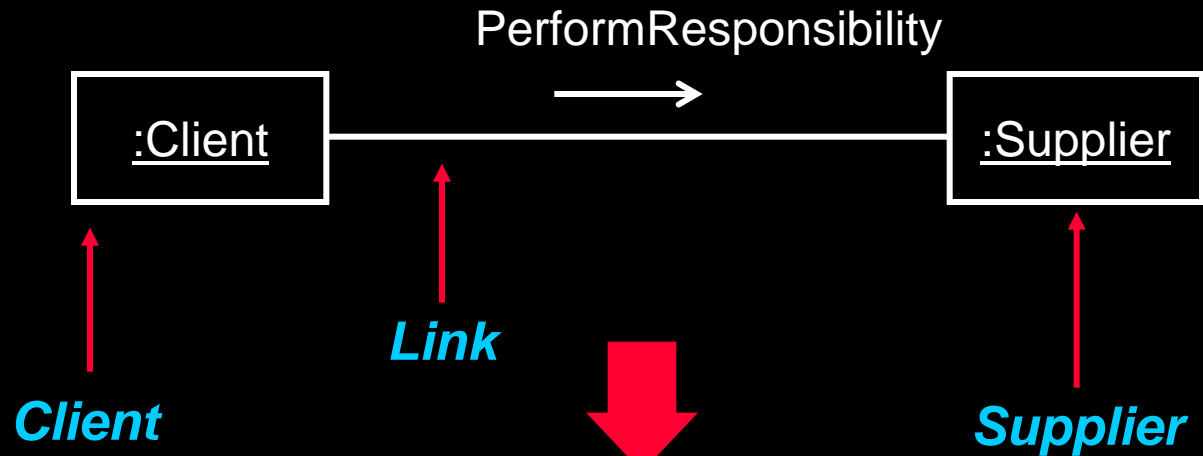 PerformResponsibility
:Client
:Supplier
Link
Client
Supplier